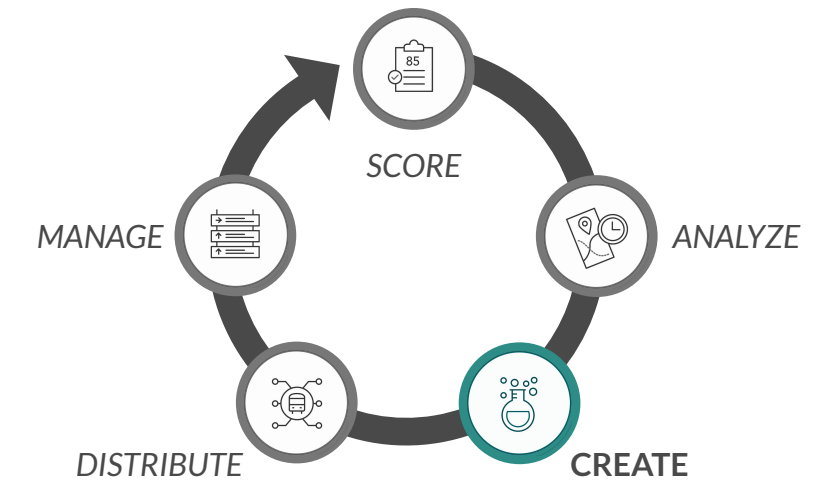 85
SCORE
MANAGE
ANALYZE
DISTRIBUTE
CREATE